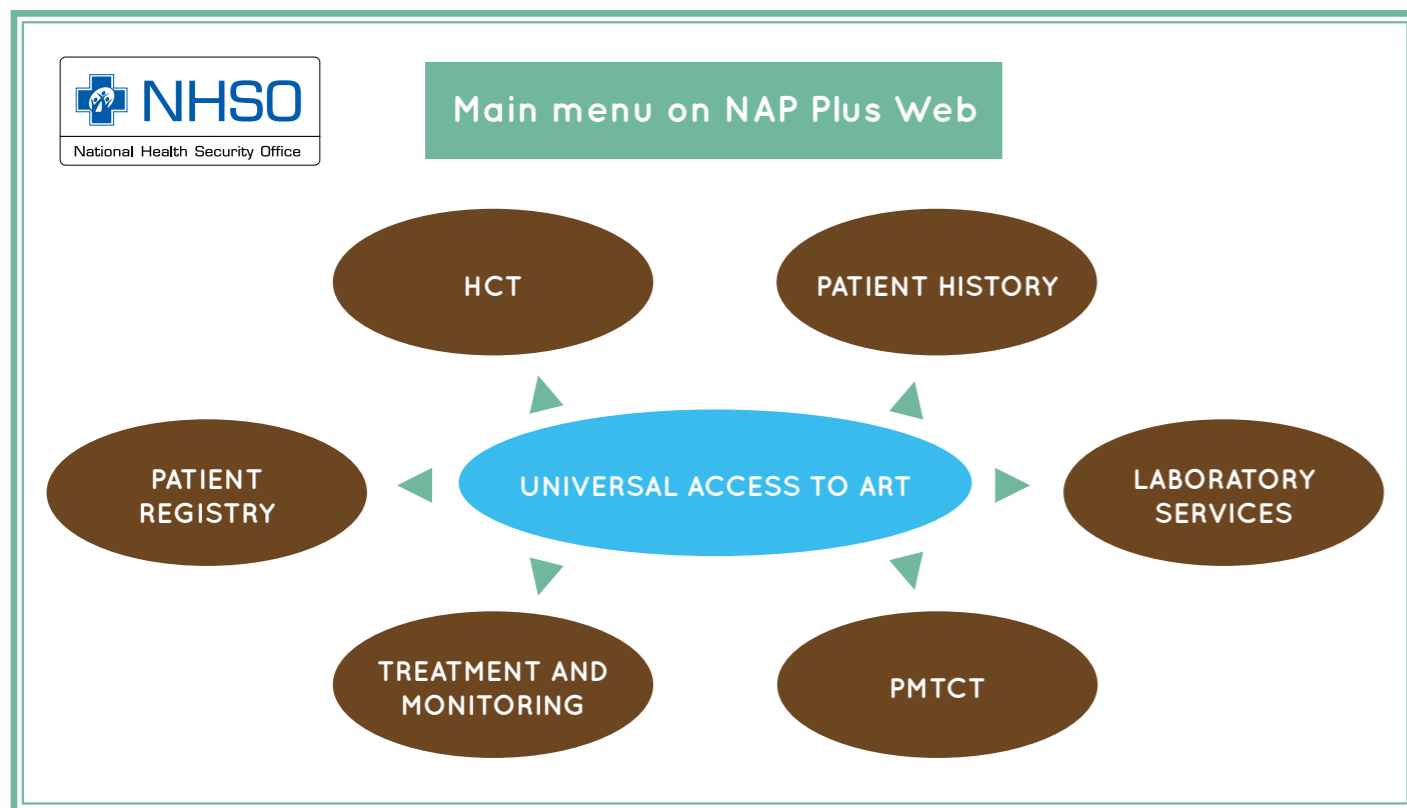 NHSO
National Health Security Office
Main menu on NAP Plus Web
HCT
PATIENT HISTORY
PATIENT
REGISTRY
UNIVERSAL ACCESS TO ART
LABORATORY
SERVICES
TREATMENT AND
MONITORING
PMTCT